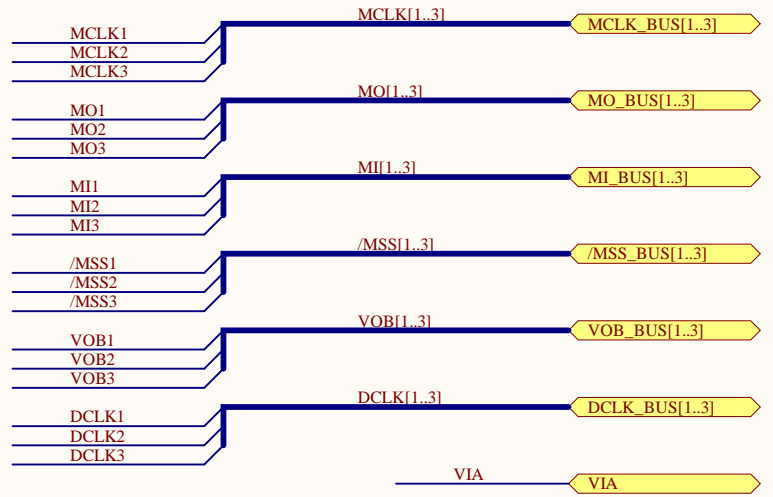 MCLK[1..3]
MCLK_BUS[1..3]
MCLK1
MCLK2
MCLK3
MO[1..3]
MO_BUS[1..3]
MO1
MO2
MO3
MI[1..3]
MI_BUS[1..3]
MI1
MI2
MI3
/MSS[1..3]
/MSS_BUS[1..3]
/MSS1
/MSS2
/MSS3
VOB[1..3]
VOB_BUS[1..3]
VOB1
VOB2
VOB3
DCLK[1..3]
DCLK_BUS[1..3]
DCLK1
DCLK2
DCLK3
VIA
VIA